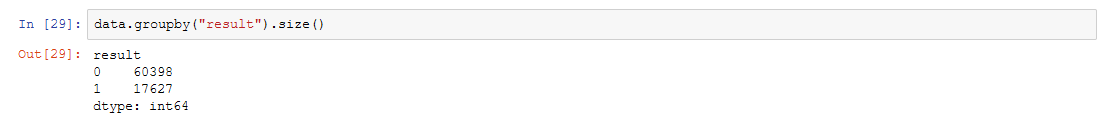 In [29]: data.groupby("result").size()
Out[29]: result
0    60398
1    17627
dtype: int64